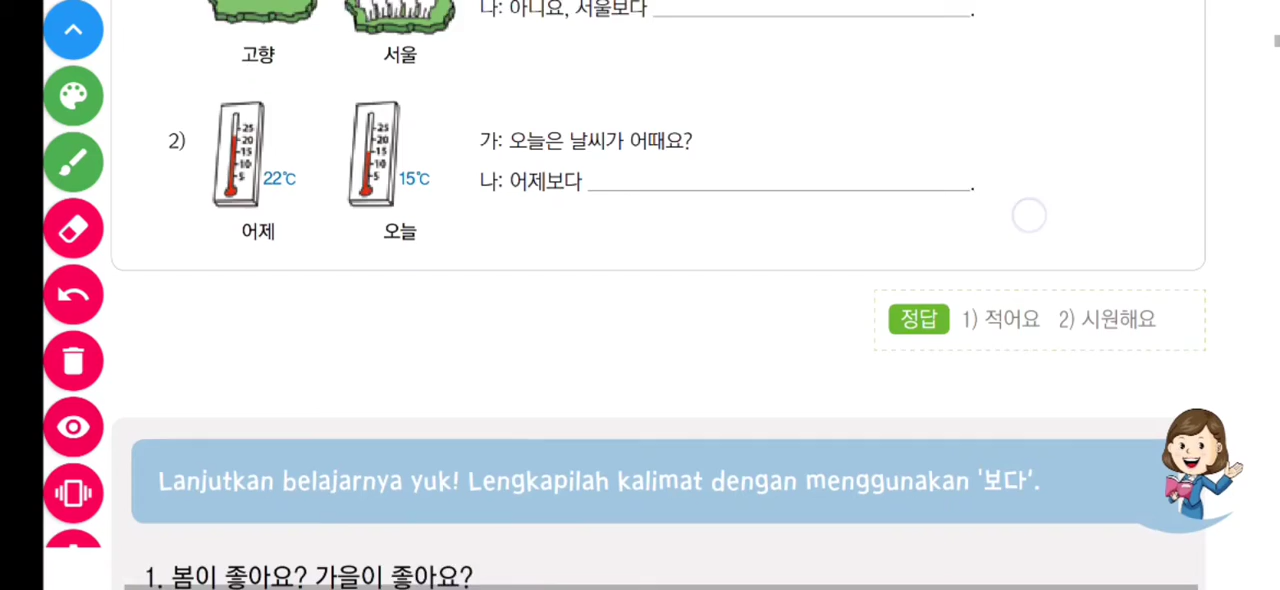 나: 아니요, 서울보다 ______.
고향
서울
2)
25
20
15
10
5
22℃
25
20
15
10
5
15℃
가: 오늘은 날씨가 어때요?
나: 어제보다 ______.
어제
오늘
정답 1) 적어요 2) 시원해요
Lanjutkan belajarnya yuk! Lengkapilah kalimat dengan menggunakan '보다'.
1. 봄이 좋아요? 가을이 좋아요?